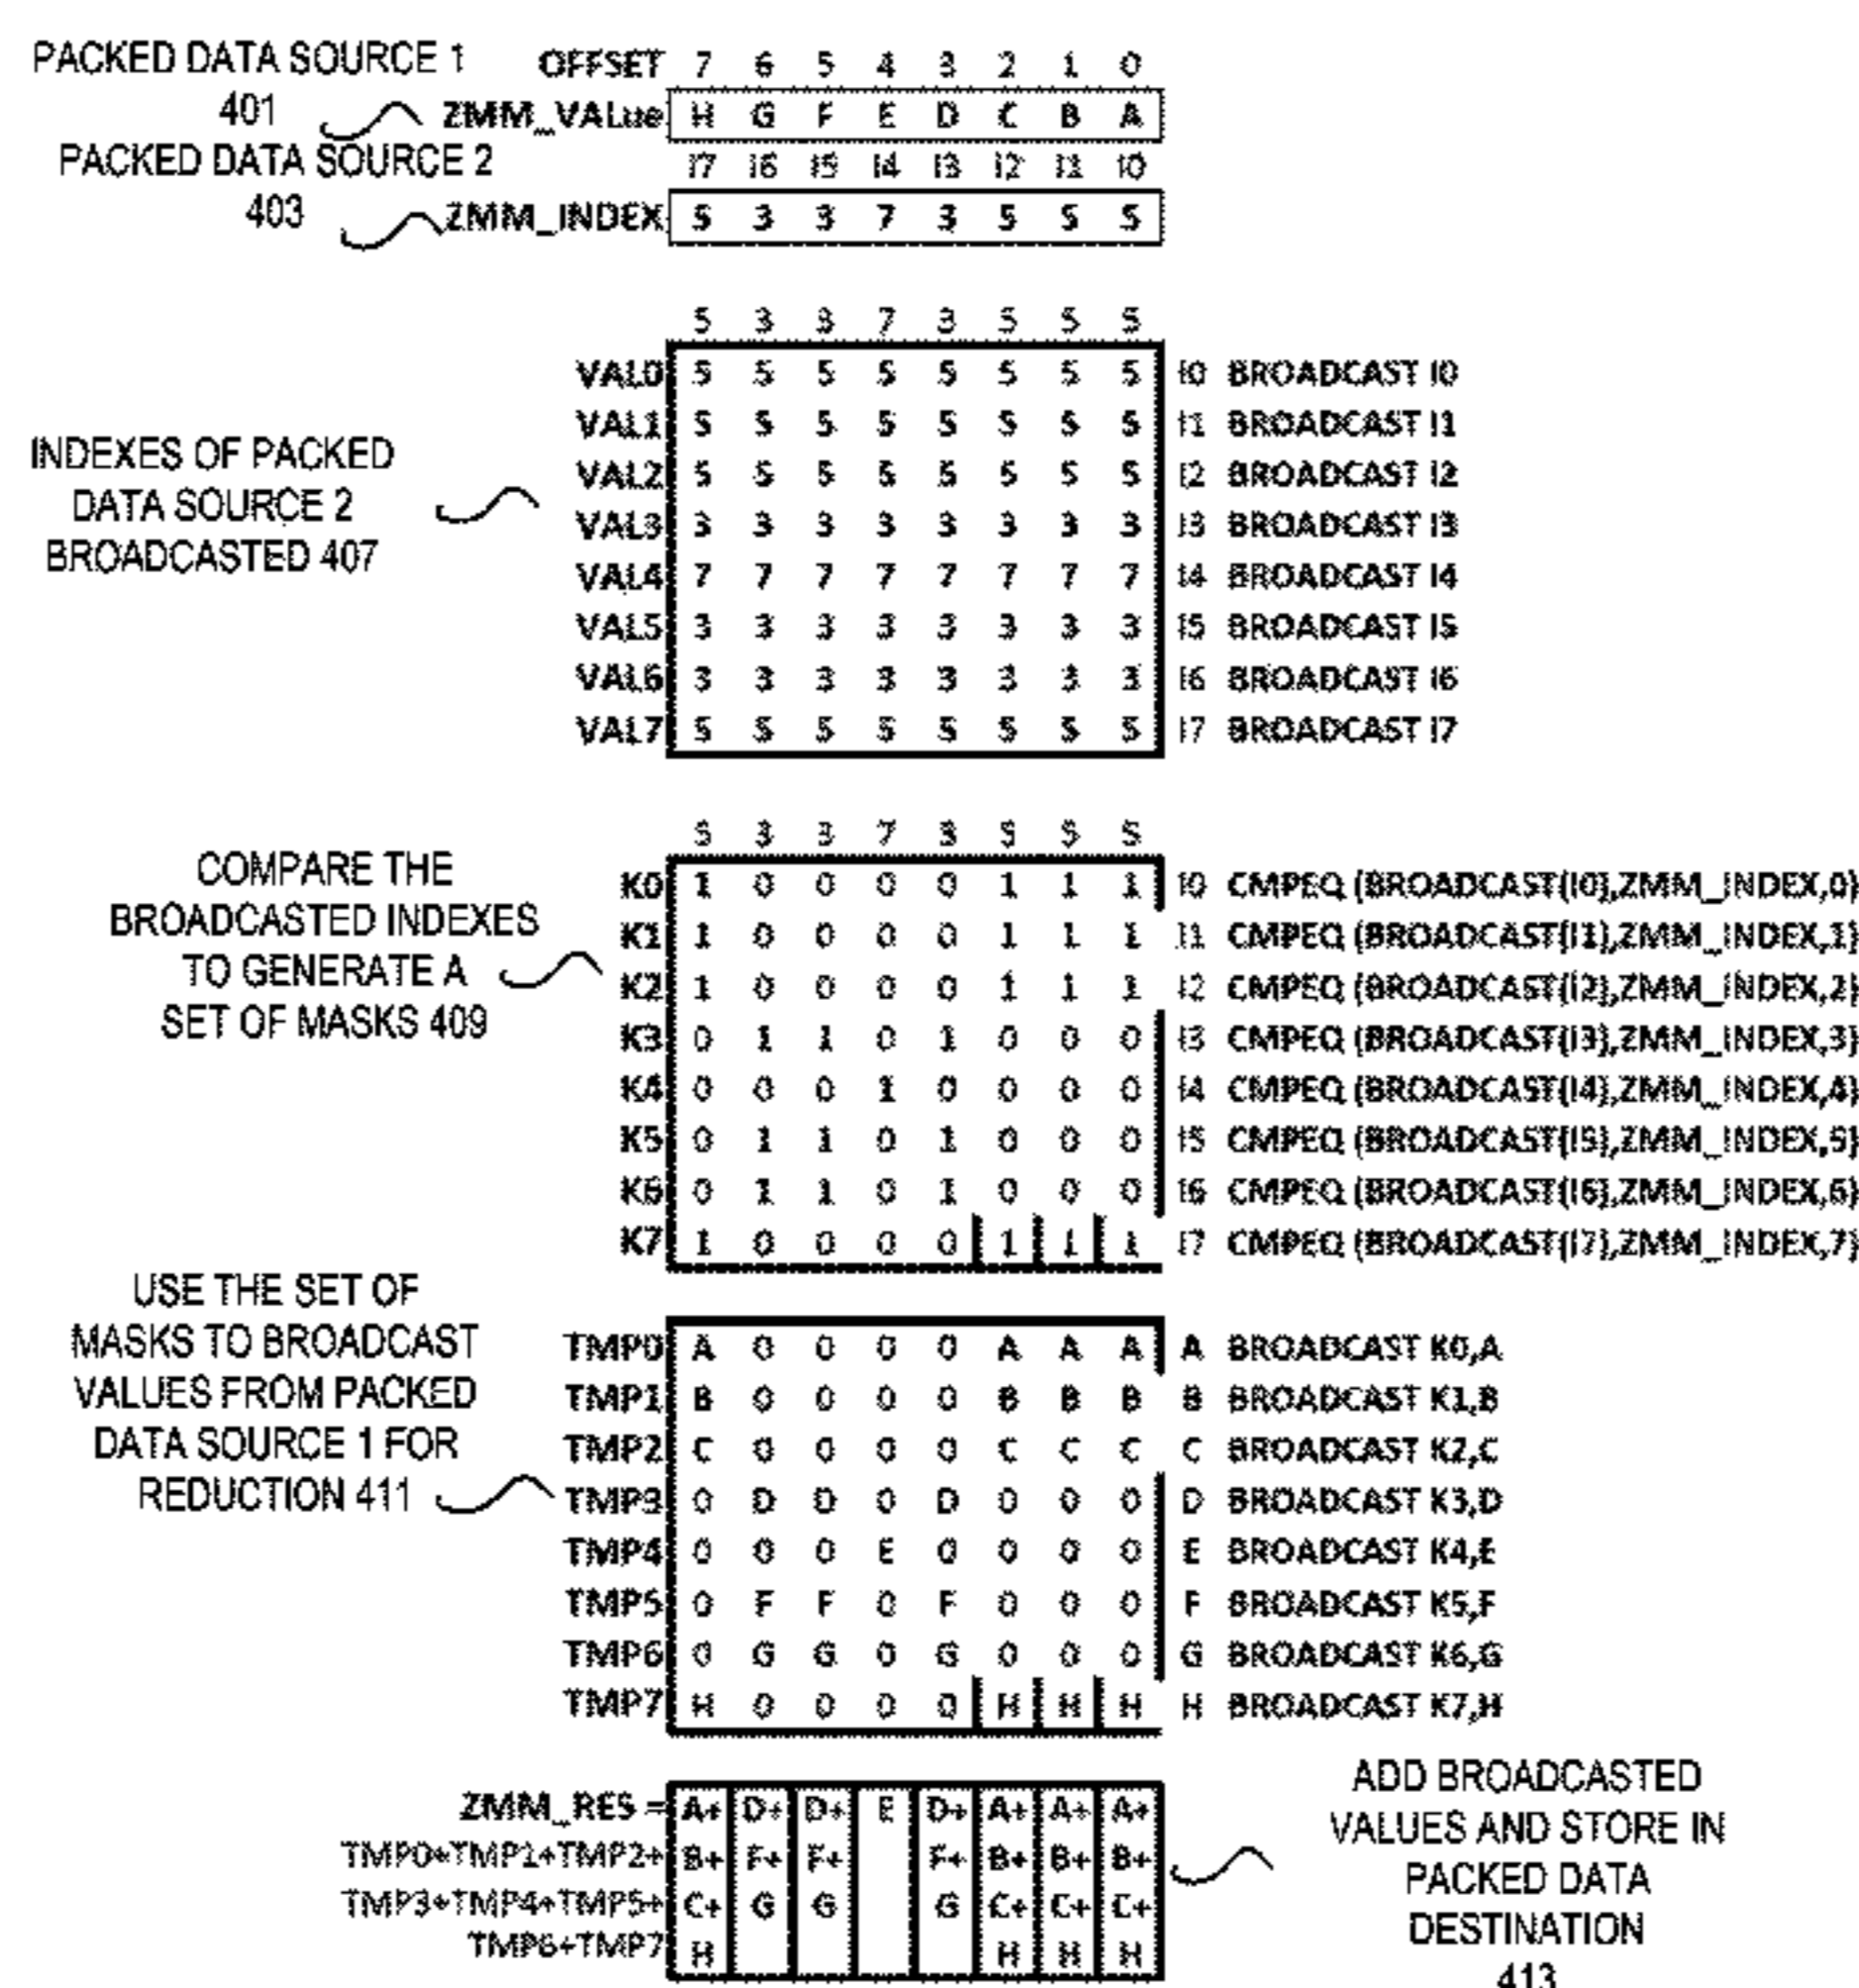 PACKED DATA SOURCE 1
401
OFFSET 7 6 5 4 3 2 1 0
ZMM_VALue H G F E D C B A
PACKED DATA SOURCE 2
403
I7 I6 I5 I4 I3 I2 I1 I0
ZMM_INDEX 5 3 3 7 3 5 5 5
5 3 3 7 3 5 5 5
VAL0 5 5 5 5 5 5 5 5 I0 BROADCAST I0
VAL1 5 5 5 5 5 5 5 5 I1 BROADCAST I1
VAL2 5 5 5 5 5 5 5 5 I2 BROADCAST I2
VAL3 3 3 3 3 3 3 3 3 I3 BROADCAST I3
VAL4 7 7 7 7 7 7 7 7 I4 BROADCAST I4
VAL5 3 3 3 3 3 3 3 3 I5 BROADCAST I5
VAL6 3 3 3 3 3 3 3 3 I6 BROADCAST I6
VAL7 5 5 5 5 5 5 5 5 I7 BROADCAST I7
INDEXES OF PACKED
DATA SOURCE 2
BROADCASTED 407
5 3 3 7 3 5 5 5
K0 1 0 0 0 0 1 1 1 I0 CMPEQ (BROADCAST(I0),ZMM_INDEX,0)
K1 1 0 0 0 0 1 1 1 I1 CMPEQ (BROADCAST(I1),ZMM_INDEX,1)
K2 1 0 0 0 0 1 1 1 I2 CMPEQ (BROADCAST(I2),ZMM_INDEX,2)
K3 0 1 1 0 1 0 0 0 I3 CMPEQ (BROADCAST(I3),ZMM_INDEX,3)
K4 0 0 0 1 0 0 0 0 I4 CMPEQ (BROADCAST(I4),ZMM_INDEX,4)
K5 0 1 1 0 1 0 0 0 I5 CMPEQ (BROADCAST(I5),ZMM_INDEX,5)
K6 0 1 1 0 1 0 0 0 I6 CMPEQ (BROADCAST(I6),ZMM_INDEX,6)
K7 1 0 0 0 0 1 1 1 I7 CMPEQ (BROADCAST(I7),ZMM_INDEX,7)
COMPARE THE
BROADCASTED INDEXES
TO GENERATE A
SET OF MASKS 409
TMP0 A 0 0 0 0 A A A A BROADCAST K0,A
TMP1 B 0 0 0 0 B B B B BROADCAST K1,B
TMP2 C 0 0 0 0 C C C C BROADCAST K2,C
TMP3 0 D D 0 D 0 0 0 D BROADCAST K3,D
TMP4 0 0 0 E 0 0 0 0 E BROADCAST K4,E
TMP5 0 F F 0 F 0 0 0 F BROADCAST K5,F
TMP6 0 G G 0 G 0 0 0 G BROADCAST K6,G
TMP7 H 0 0 0 0 H H H H BROADCAST K7,H
USE THE SET OF
MASKS TO BROADCAST
VALUES FROM PACKED
DATA SOURCE 1 FOR
REDUCTION 411
ZMM_RES = A+ D+ D+ E D+ A+ A+ A+
TMP0+TMP1+TMP2+ B+ F+ F+ F+ B+ B+ B+
TMP3+TMP4+TMP5+ C+ G G G C+ C+ C+
TMP6+TMP7 H H H H
ADD BROADCASTED
VALUES AND STORE IN
PACKED DATA
DESTINATION
413